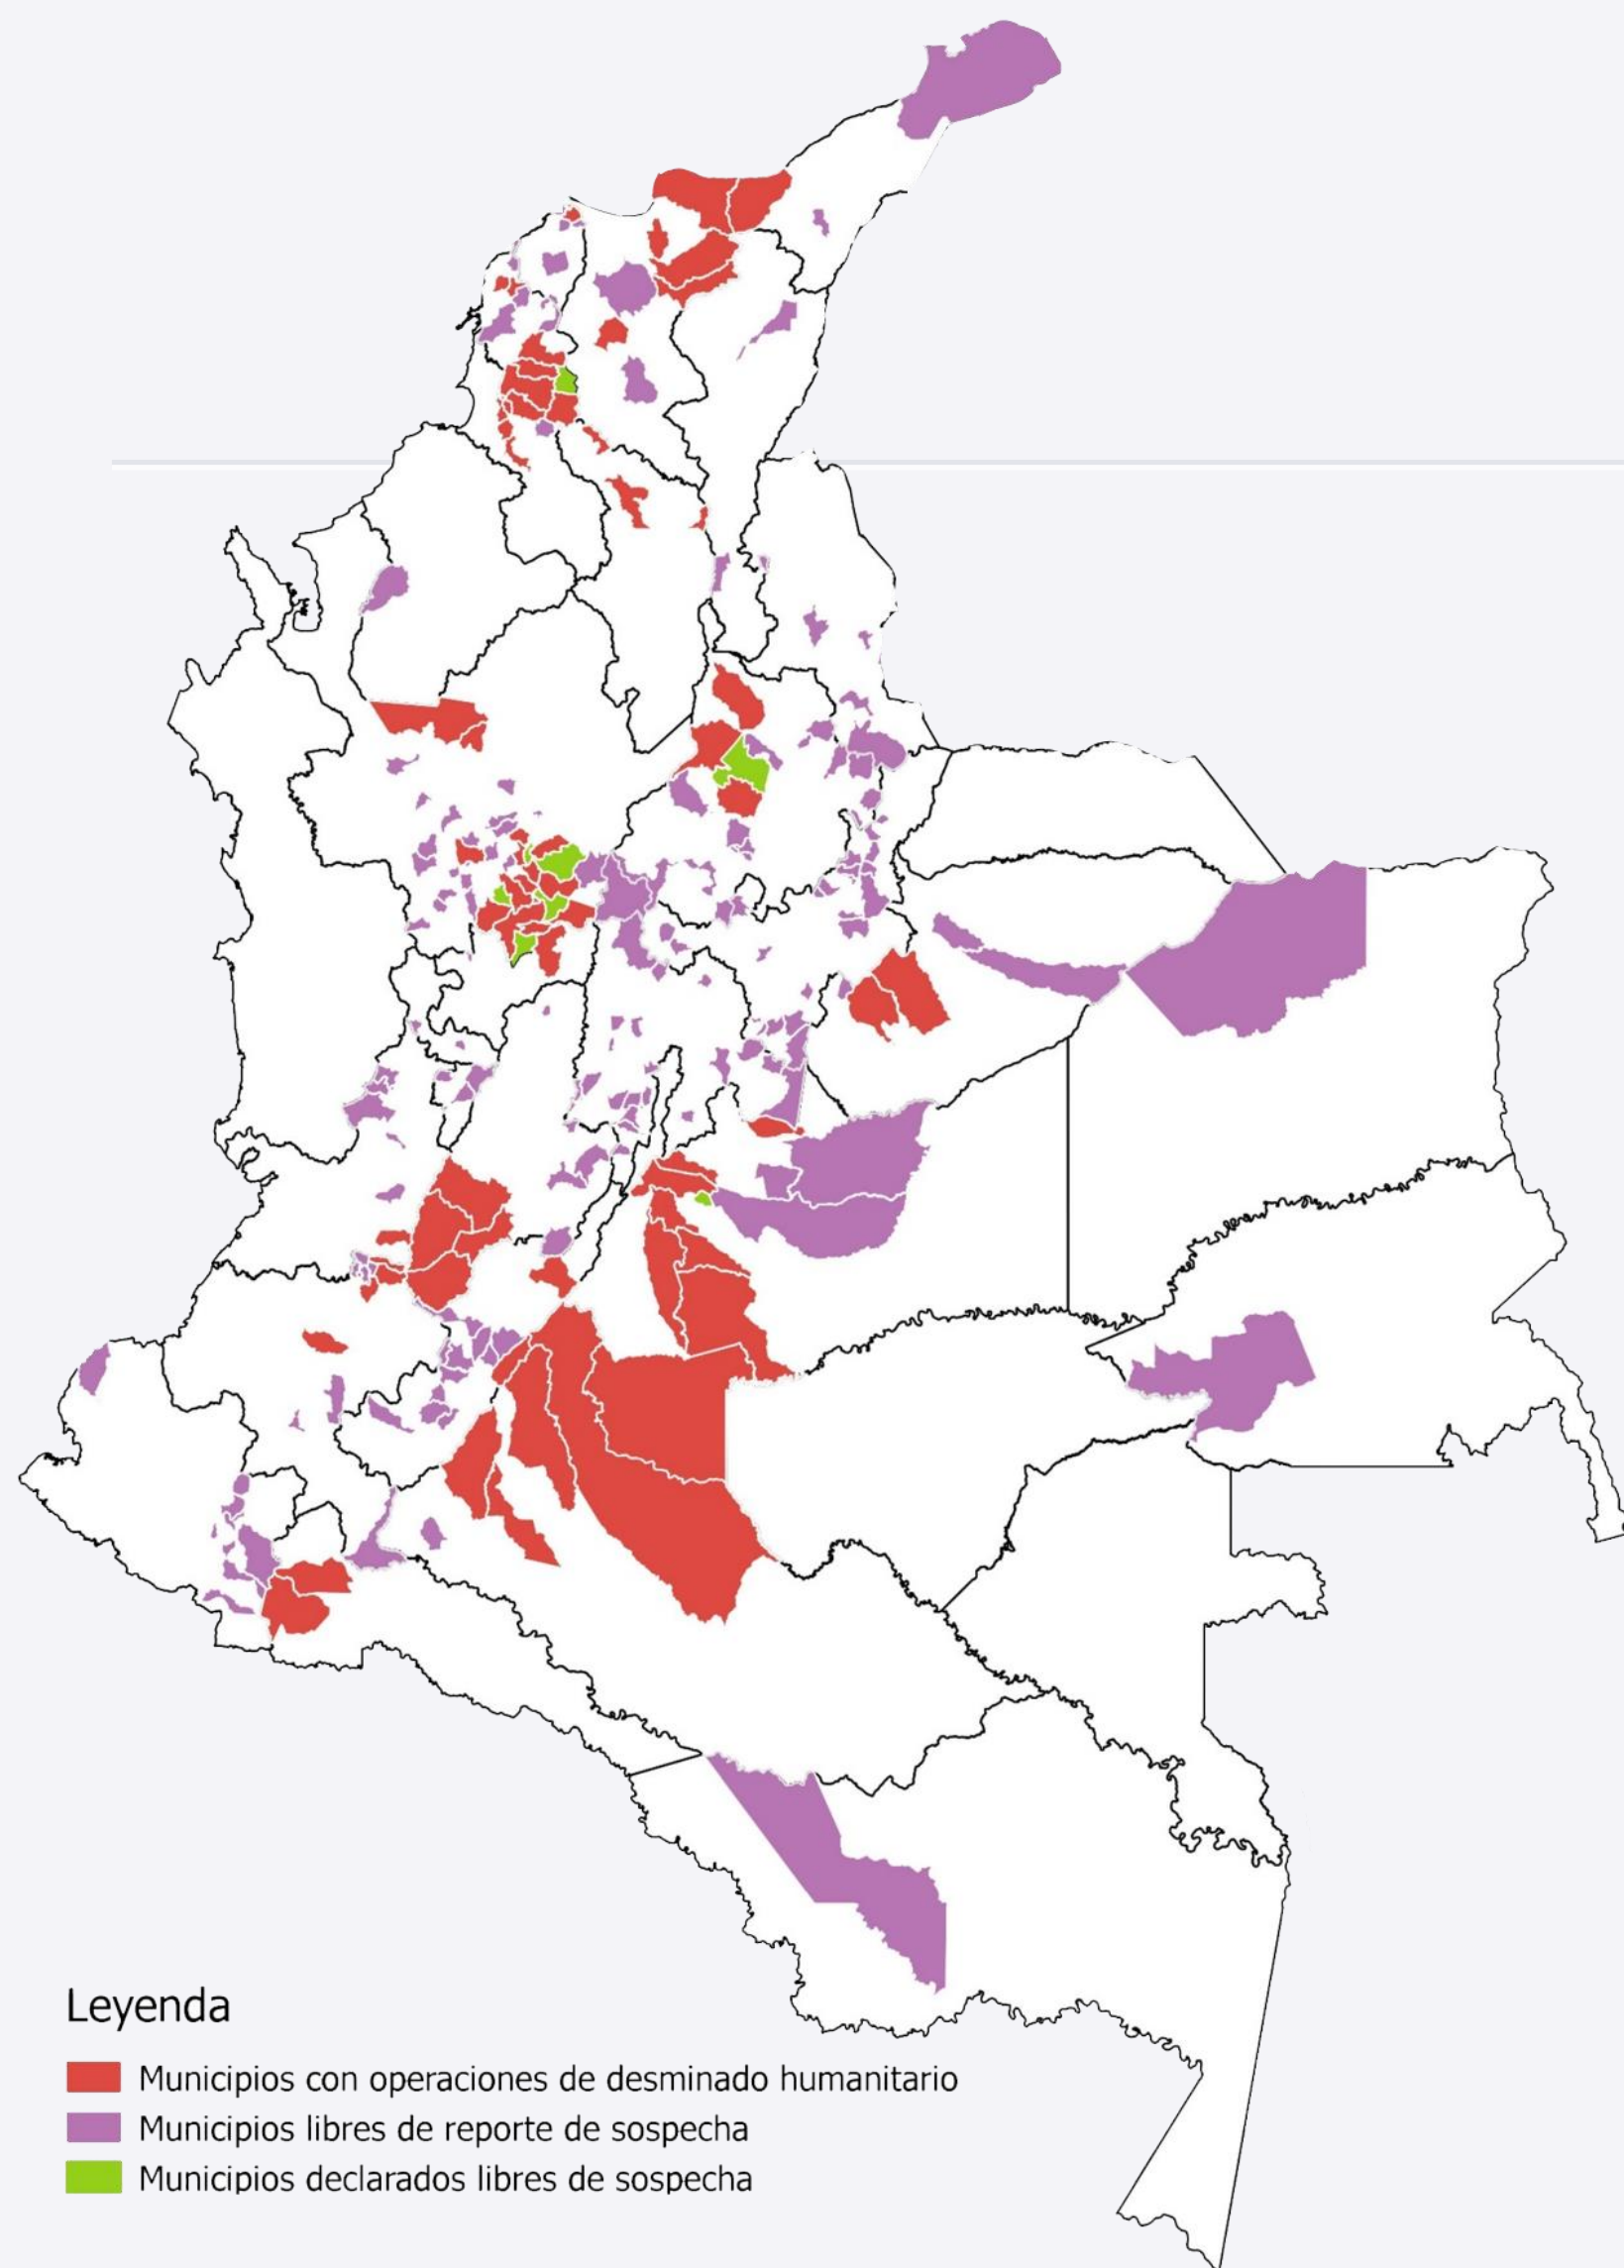 Leyenda
Municipios con operaciones de desminado humanitario
Municipios libres de reporte de sospecha
Municipios declarados libres de sospecha